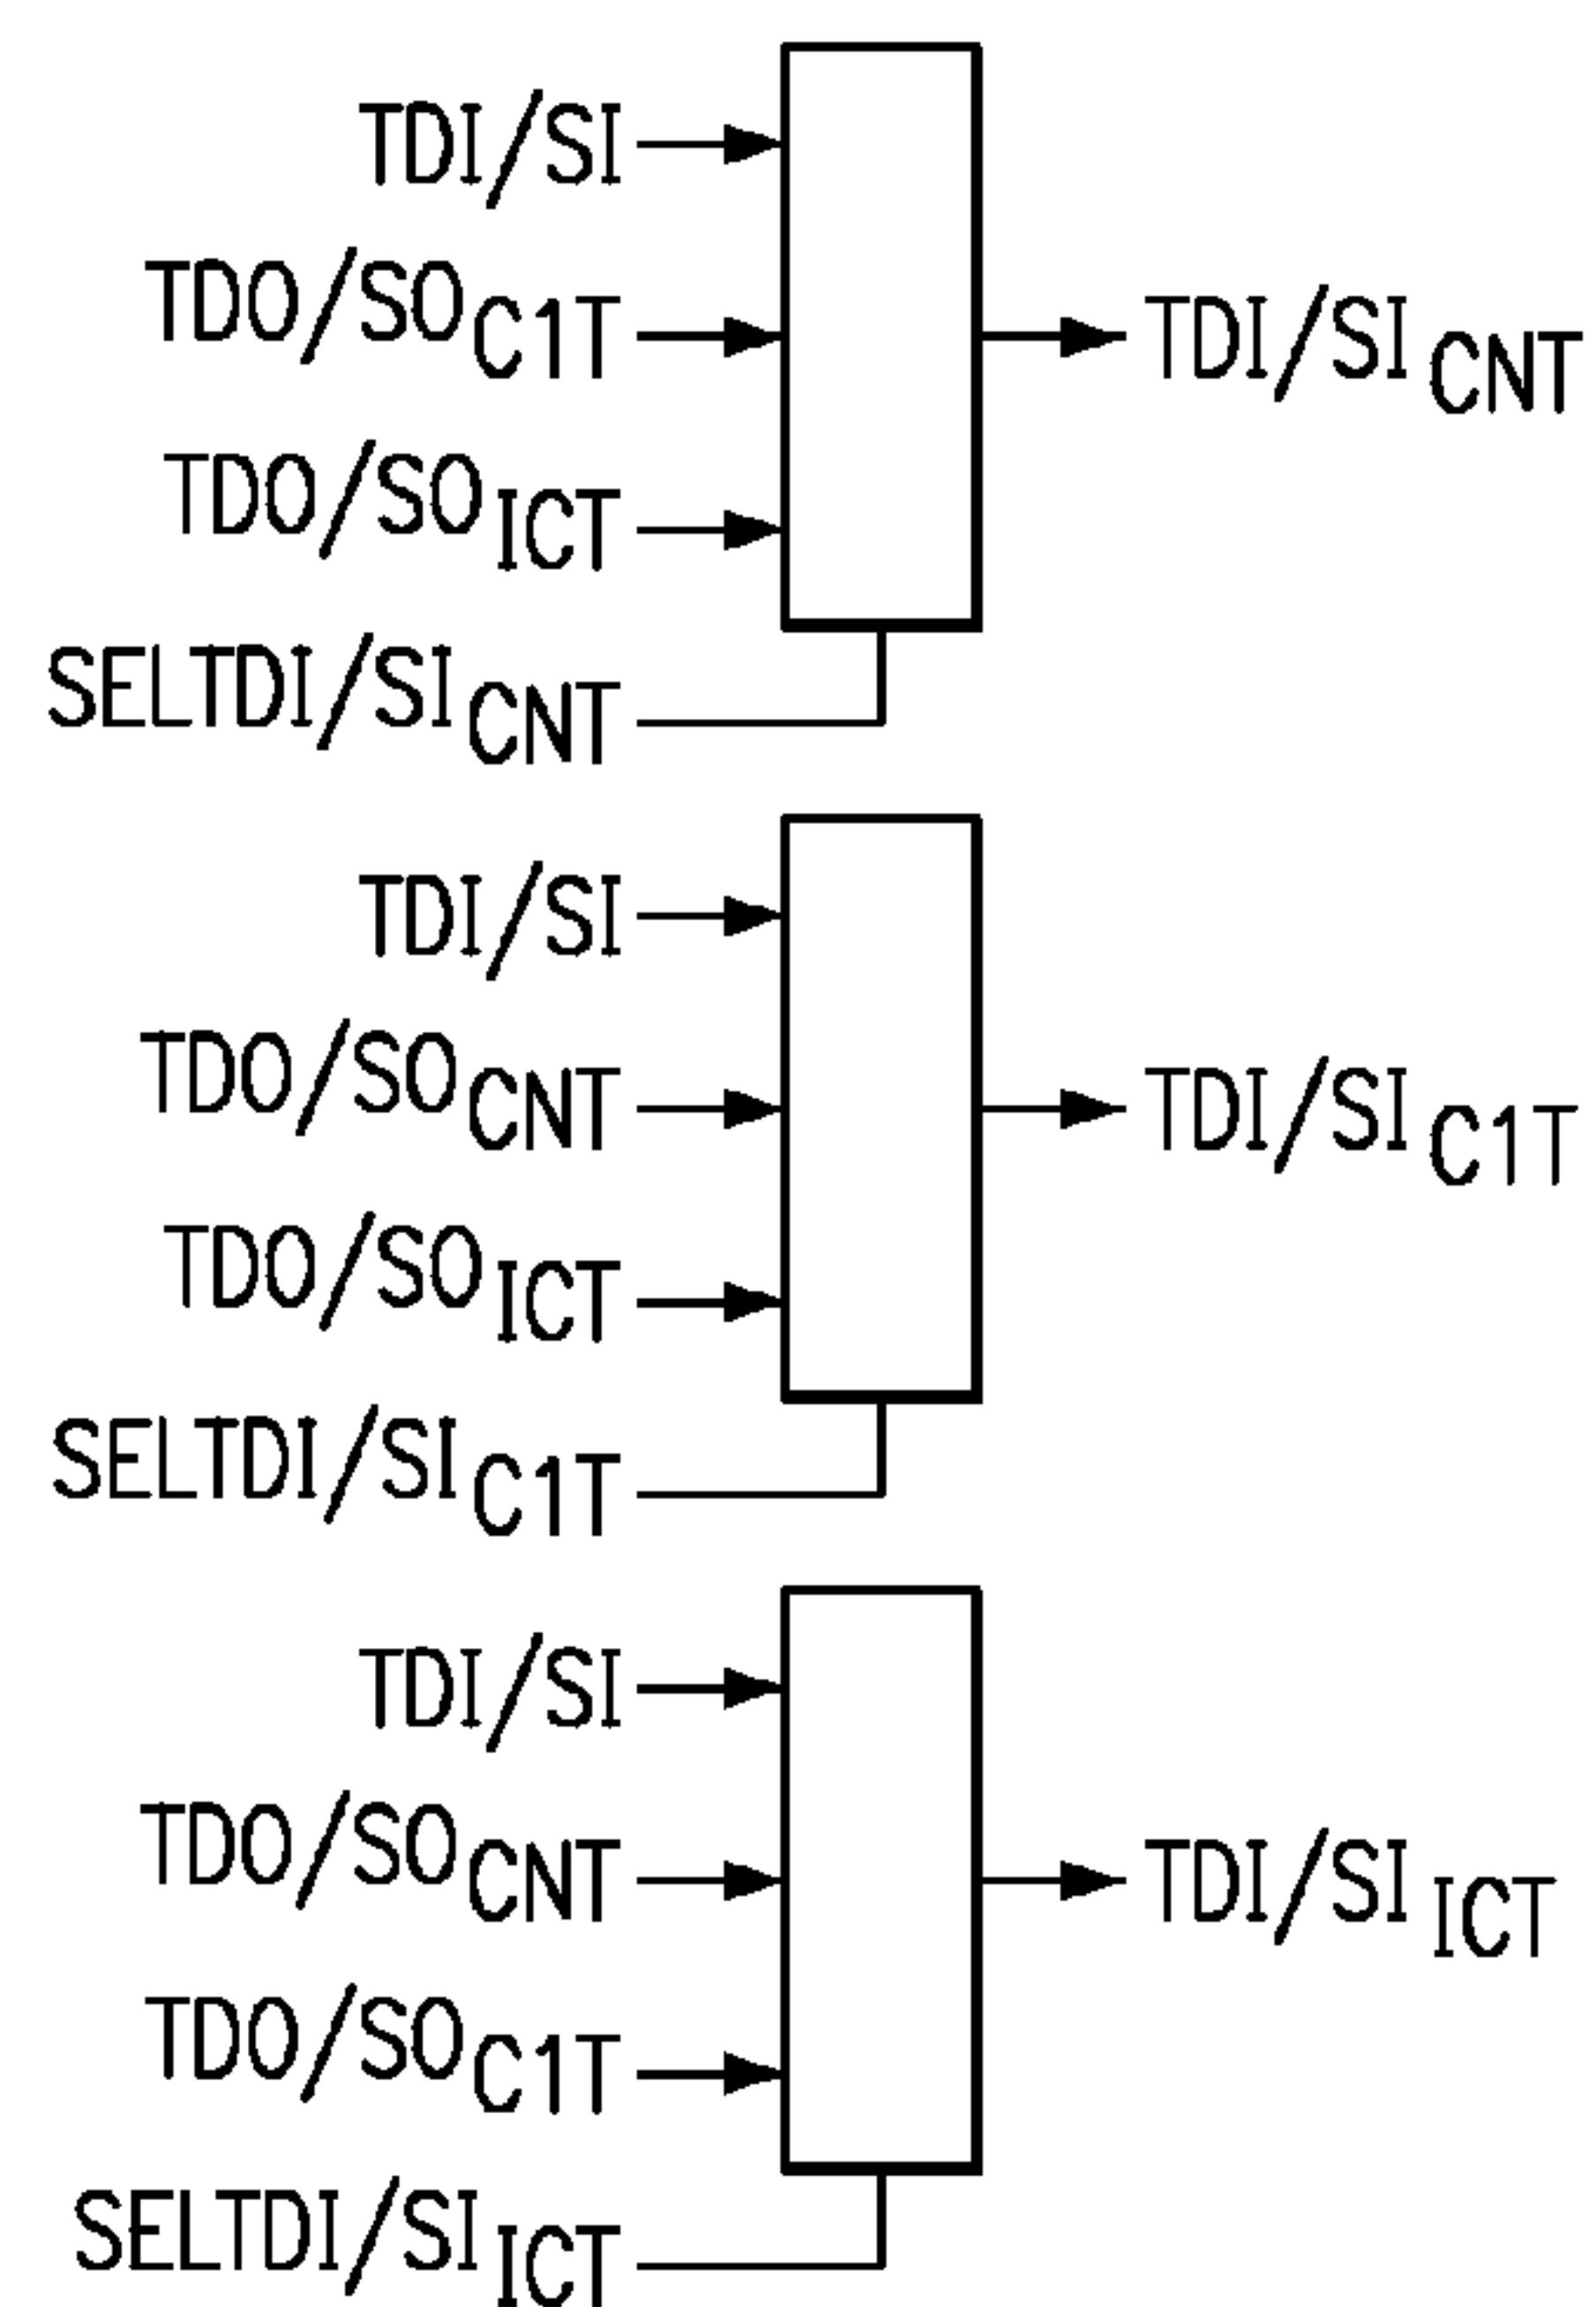 TDI/SI
TDO/SOC1T
TDI/SICNT
TDO/SOICT
SELTDI/SICNT
TDI/SI
TDO/SOCNT
TDI/SIC1T
TDO/SOICT
SELTDI/SIC1T
TDI/SI
TDO/SOCNT
TDI/SIICT
TDO/SOC1T
SELTDI/SIICT